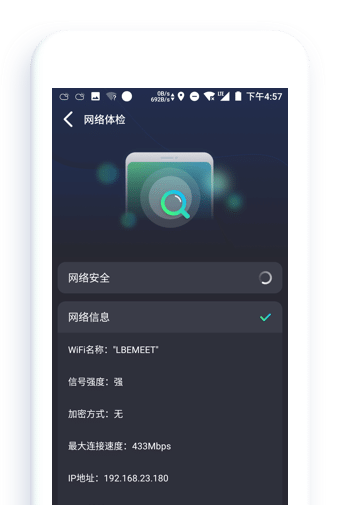 0B/s
692B/s
LTE
下午4:57
网络体检
网络安全
网络信息
WiFi名称："LBEMEET"
信号强度：强
加密方式：无
最大连接速度：433Mbps
IP地址：192.168.23.180